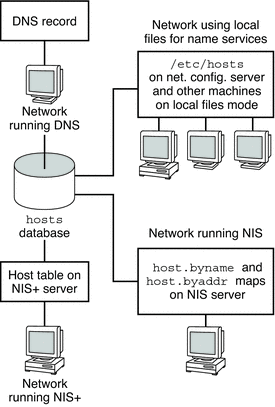 DNS record
Network
running DNS
hosts
database
Host table on
NIS+ server
Network
running NIS+
Network using local
files for name services
/etc/hosts
on net. config. server
and other machines
on local files mode
Network running NIS
host.byname and
host.byaddr maps
on NIS server